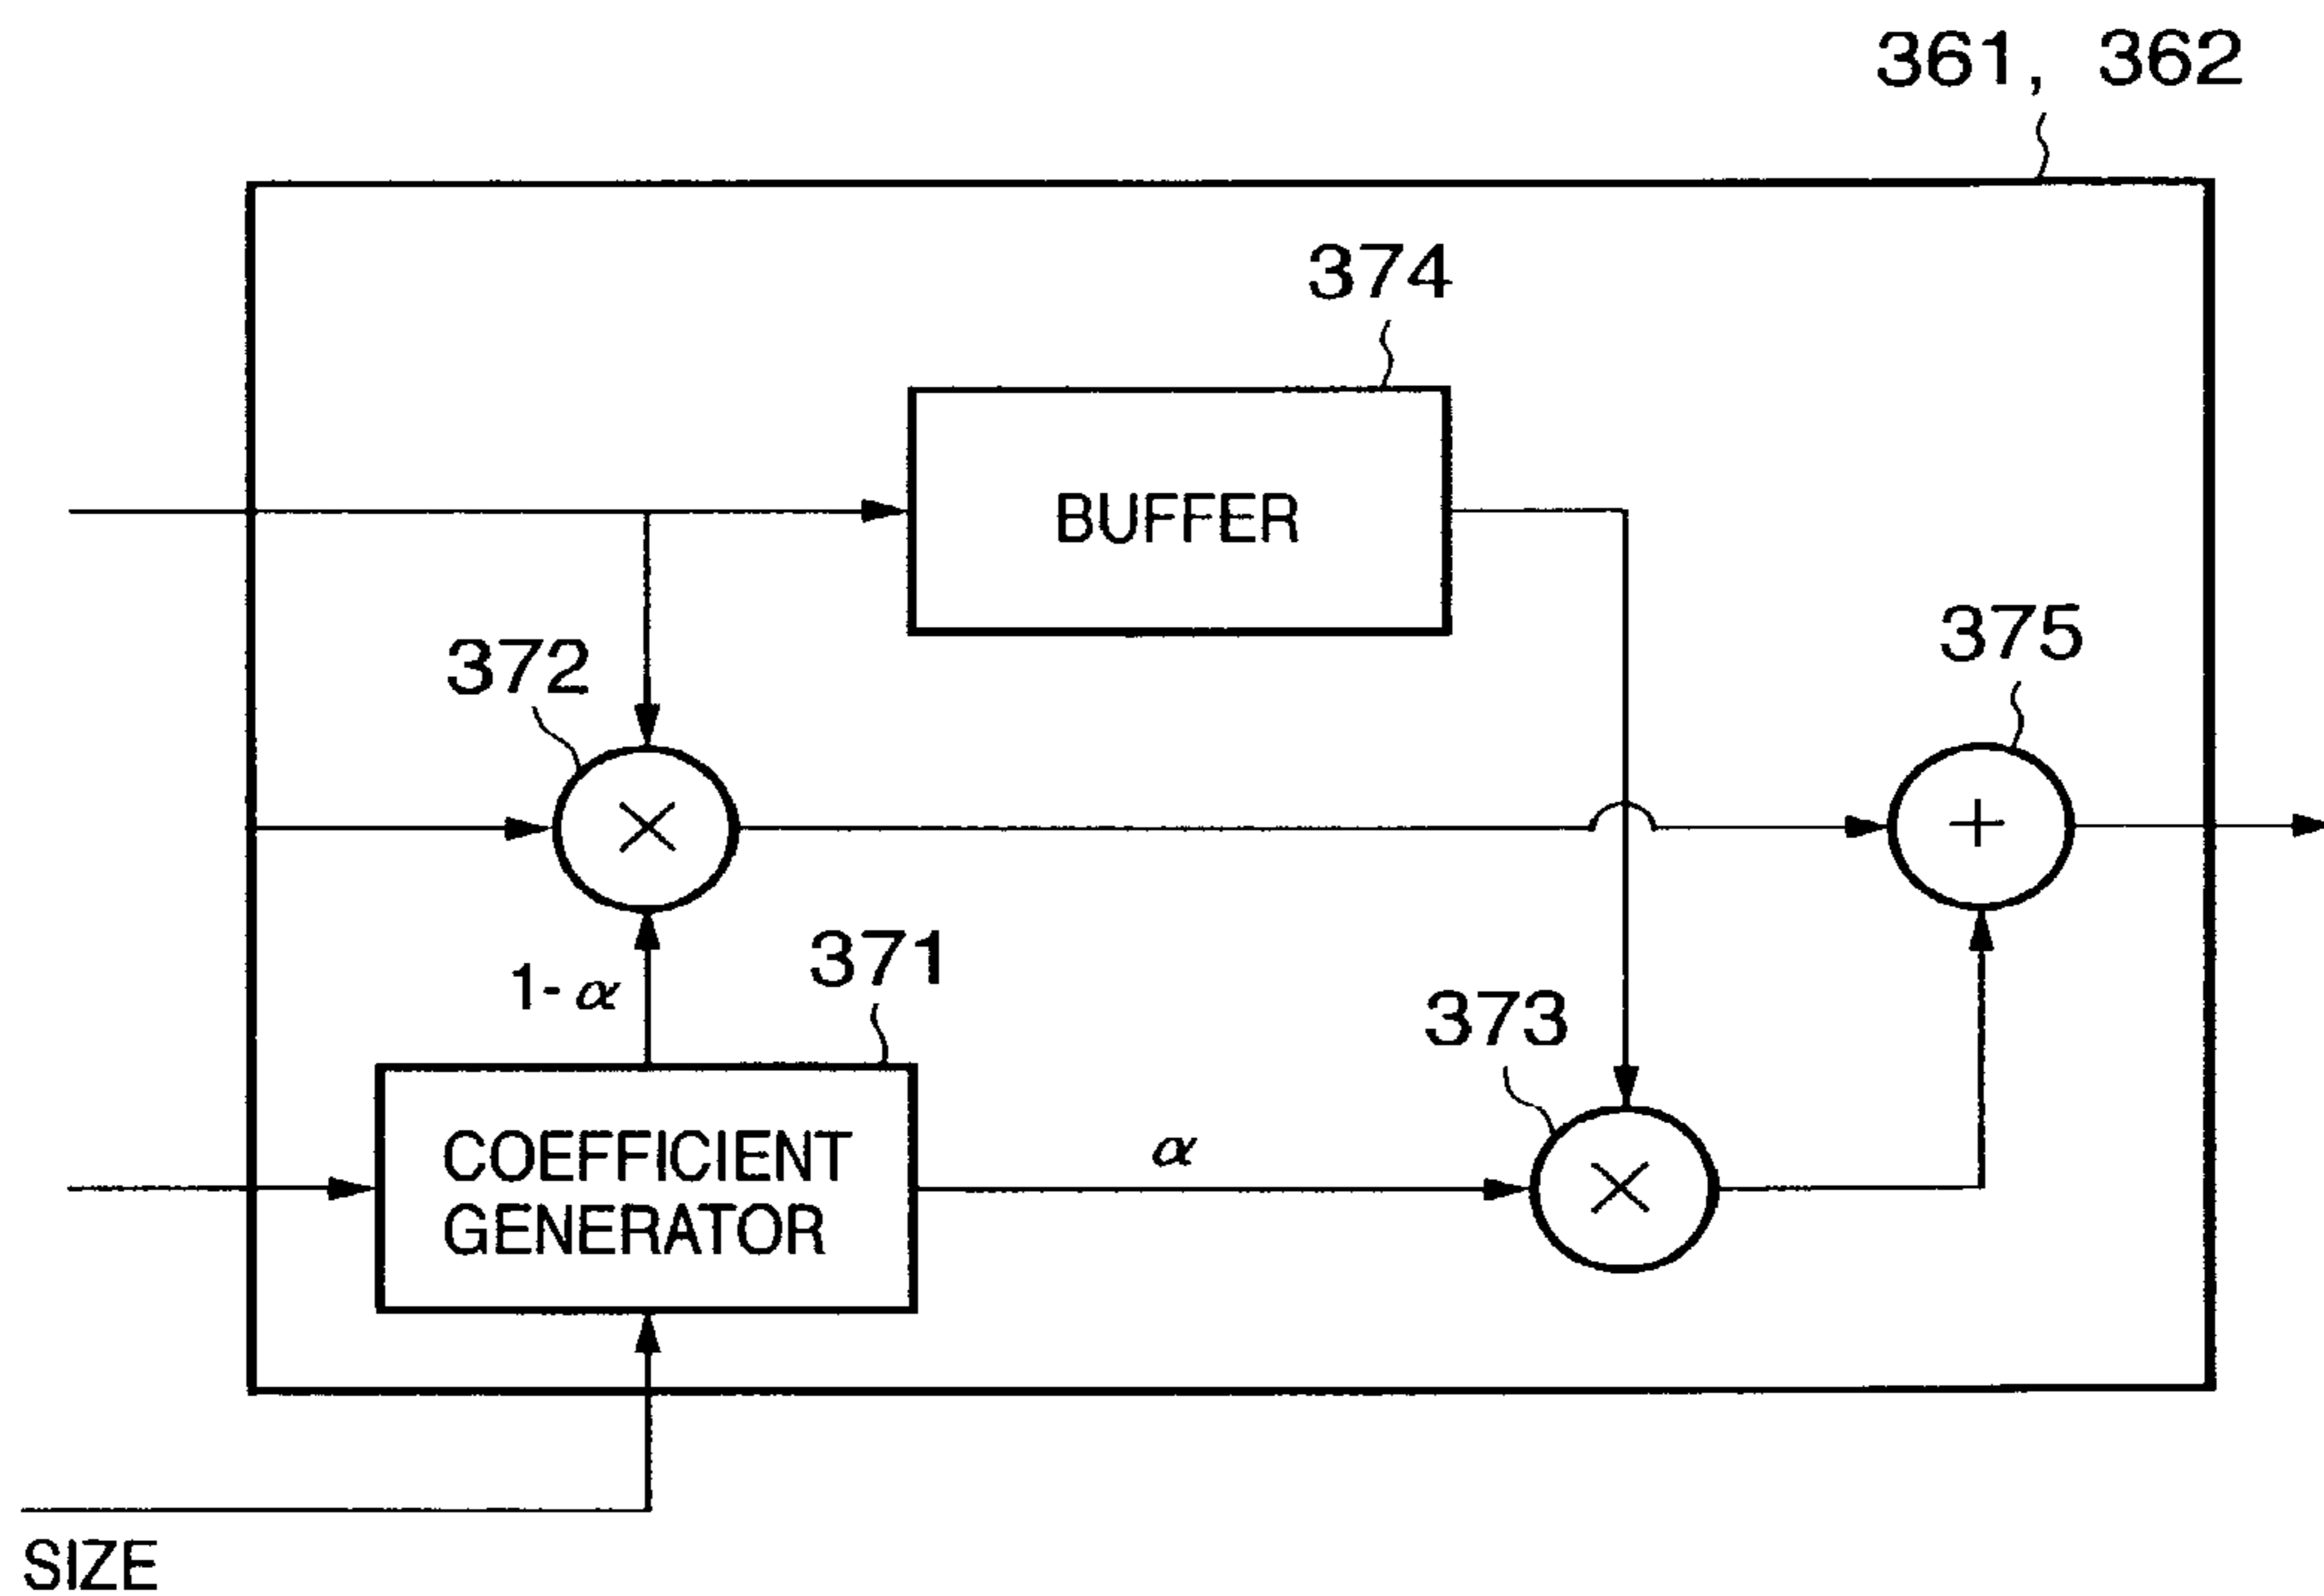 361, 362
374
BUFFER
372
375
×
+
1-α
371
373
COEFFICIENT
GENERATOR
α
×
SIZE